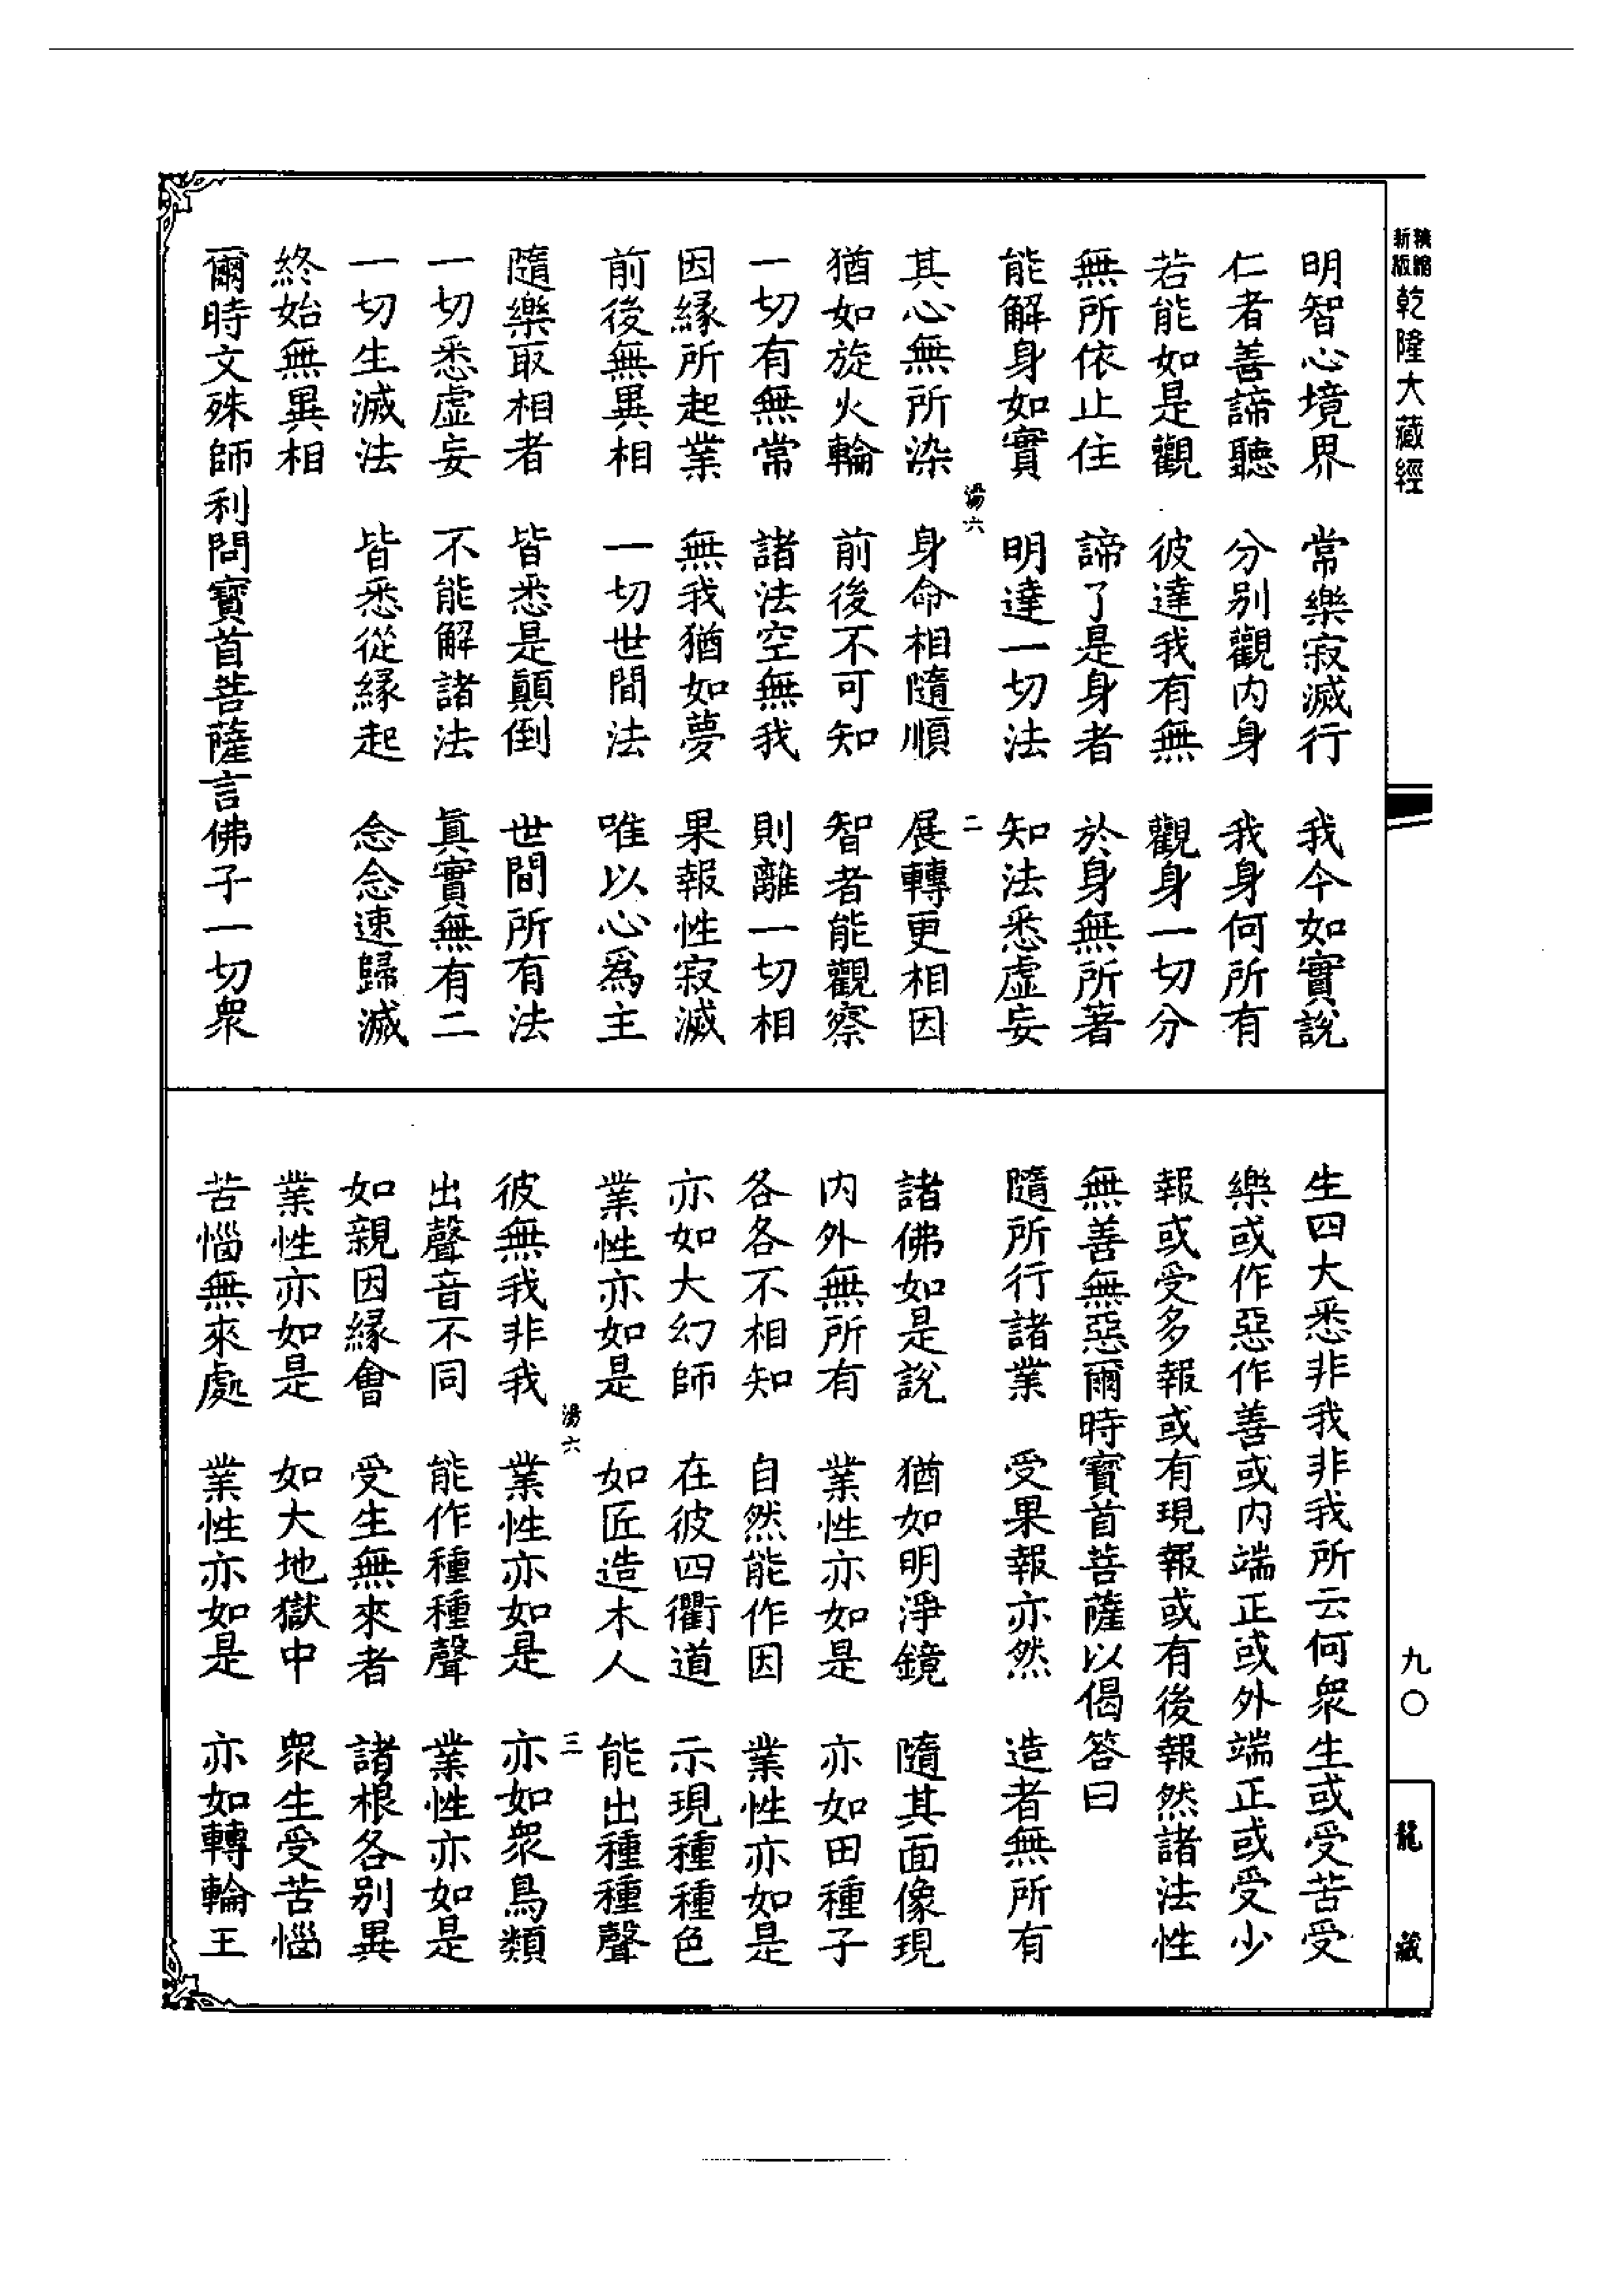 新版
精縮
乾隆大藏經
明智心境界　常樂寂滅行　我今如實說
仁者善諦聽　分別觀內身　我身何所有
若能如是觀　彼達我有無　觀身一切分
無所依止住　諦了是身者　於身無所著
能解身如實　明達一切法　知法悉虛妄
湯六　二
其心無所染　身命相隨順　展轉更相因
猶如旋火輪　前後不可知　智者能觀察
一切有無常　諸法空無我　則離一切相
因緣所起業　無我猶如夢　果報性寂滅
前後無異相　一切世間法　唯以心為主
隨樂取相者　皆悉是顛倒　世間所有法
一切悉虛妄　不能解諸法　真實無有二
一切生滅法　皆悉從緣起　念念速歸滅
終始無異相
爾時文殊師利問寶首菩薩言佛子一切眾
生四大悉非我非我所云何眾生或受苦受
樂或作惡作善或內端正或外端正或受少
報或受多報或有現報或有後報然諸法性
無善無惡爾時寶首菩薩以偈答曰
隨所行諸業　受果報亦然　造者無所有
諸佛如是說　猶如明淨鏡　隨其面像現
內外無所有　業性亦如是　亦如田種子
各各不相知　自然能作因　業性亦如是
亦如大幻師　在彼四衢道　示現種種色
業性亦如是　如匠造木人　能出種種聲
湯六　三
彼無我非我　業性亦如是　亦如眾鳥類
出聲音不同　能作種種聲　業性亦如是
如親因緣會　受生無來者　諸根各別異
業性亦如是　如大地獄中　眾生受苦惱
苦惱無來處　業性亦如是　亦如轉輪王
九〇
龍藏